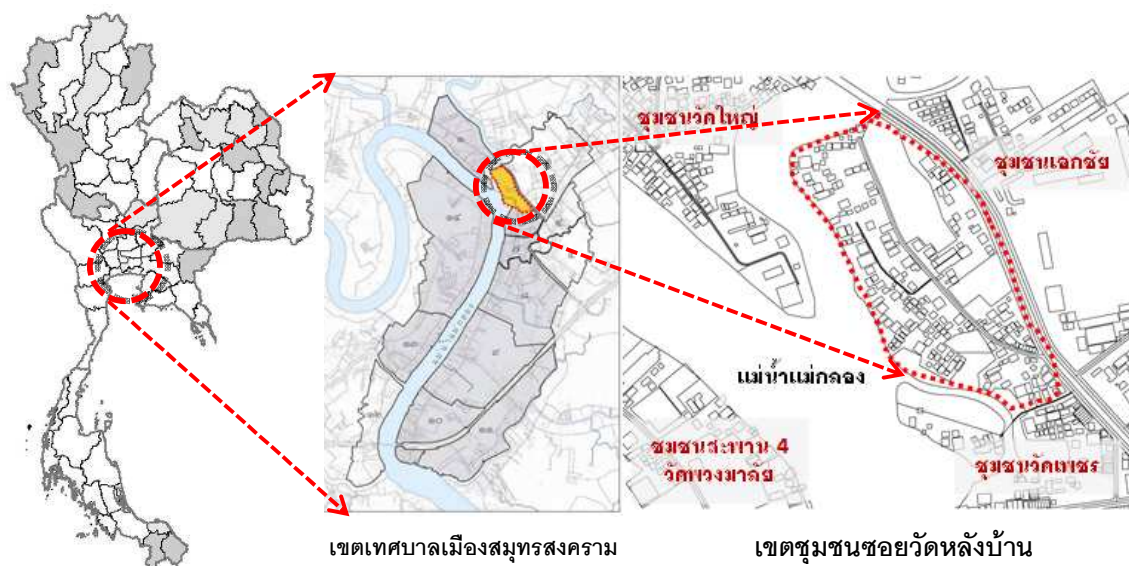 ชุมชนวัดใหญ่
ชุมชนเอกชัย
แม่น้ำแม่กลอง
ชุมชนสะพาน 4
วัดพวงมาลัย
ชุมชนวัดเพชร
เขตเทศบาลเมืองสมุทรสงคราม
เขตชุมชนซอยวัดหลังบ้าน